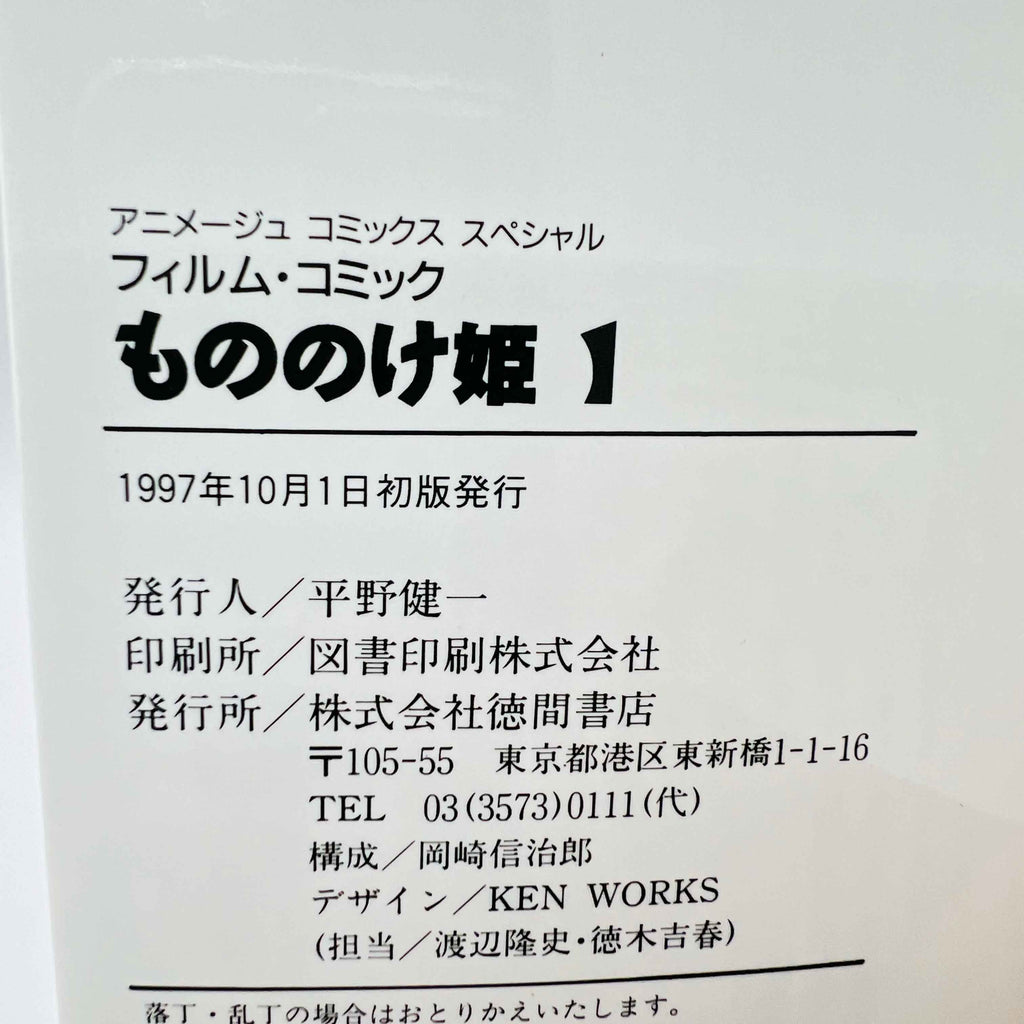 アニメージュ コミックス スペシャル
フィルム・コミック
もののけ姫 1
1997年10月1日初版発行
発行人／平野健一
印刷所／図書印刷株式会社
発行所／株式会社徳間書店
〒105-55 東京都港区東新橋1-1-16
TEL 03(3573)0111(代)
構成／岡崎信治郎
デザイン／KEN WORKS
(担当／渡辺隆史・徳木吉春)
落丁・乱丁の場合はおとりかえいたします。